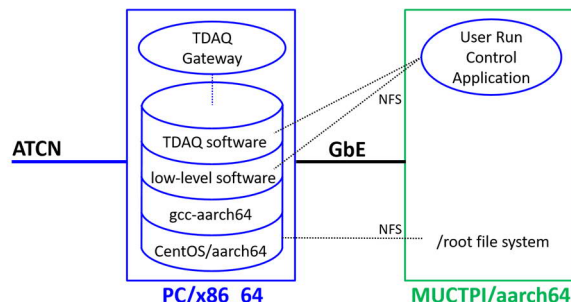 TDAQ
Gateway
User Run
Control
Application
NFS
TDAQ software
ATCN
GbE
low-level software
gcc-aarch64
NFS
CentOS/aarch64
/root file system
PC/x86_64
MUCTPI/aarch64